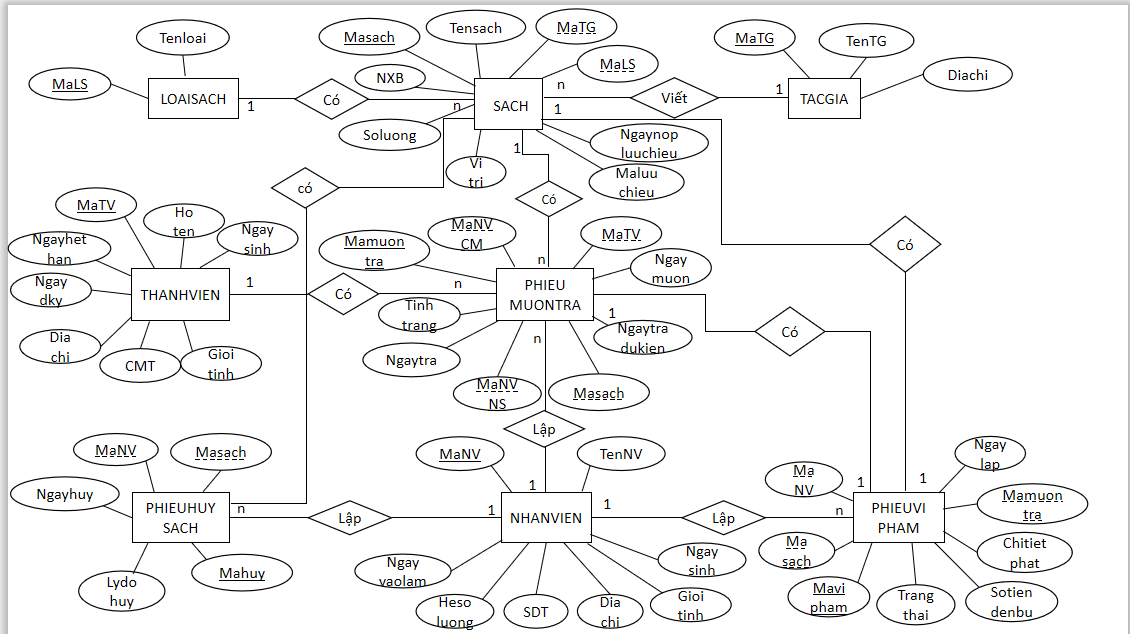 Tenloai
MaLS
LOAISACH
1
Có
n
Masach
Tensach
MaTG
MaLS
NXB
Soluong
SACH
Vi
tri
Ngaynop
luuchieu
Maluu
chieu
n
1
1
Viết
1
MaTG
TenTG
Diachi
TACGIA
có
Có
Có
MaTV
Ho
ten
Ngay
sinh
Ngayhet
han
Ngay
dky
Dia
chi
CMT
Gioi
tinh
THANHVIEN
1
Có
n
Mamuon
tra
MaNV
CM
MaTV
Ngay
muon
n
PHIEU
MUONTRA
Tinh
trang
Ngaytra
1
Ngaytra
dukien
n
MaNV
NS
Masach
Có
Lập
MaNV
Masach
Ngayhuy
PHIEUHUY
SACH
n
Lydo
huy
Mahuy
Lập
1
MaNV
TenNV
1
NHANVIEN
1
Ngay
vaolam
Heso
luong
SDT
Dia
chi
Gioi
tinh
Ngay
sinh
Lập
n
1
1
Ma
NV
Ngay
lap
Mamuon
tra
PHIEUVI
PHAM
Ma
sach
Mavi
pham
Trang
thai
Sotien
denbu
Chitiet
phat